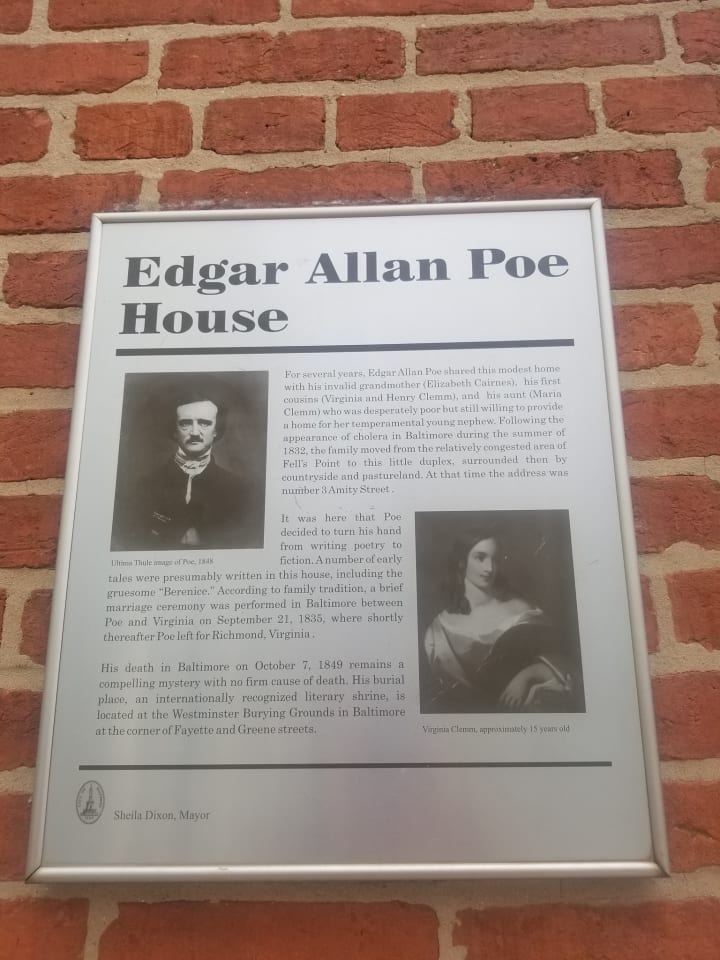 Edgar Allan Poe
House
For several years, Edgar Allan Poe shared this modest home
with his invalid grandmother (Elizabeth Cairnes), his first
cousins (Virginia and Henry Clemm), and his aunt (Maria
Clemm) who was desperately poor but still willing to provide
a home for her temperamental young nephew. Following the
appearance of cholera in Baltimore during the summer of
1832, the family moved from the relatively congested area of
Fell's Point to this little duplex, surrounded then by
countryside and pastureland. At that time the address was
number 3 Amity Street .
Ultima Thule image of Poe, 1848
It was here that Poe
decided to turn his hand
from writing poetry to
fiction. A number of early
tales were presumably written in this house, including the
gruesome "Berenice." According to family tradition, a brief
marriage ceremony was performed in Baltimore between
Poe and Virginia on September 21, 1835, where shortly
thereafter Poe left for Richmond, Virginia .
His death in Baltimore on October 7, 1849 remains a
compelling mystery with no firm cause of death. His burial
place, an internationally recognized literary shrine, is
located at the Westminster Burying Grounds in Baltimore
at the corner of Fayette and Greene streets.
Virginia Clemm, approximately 15 years old
Sheila Dixon, Mayor